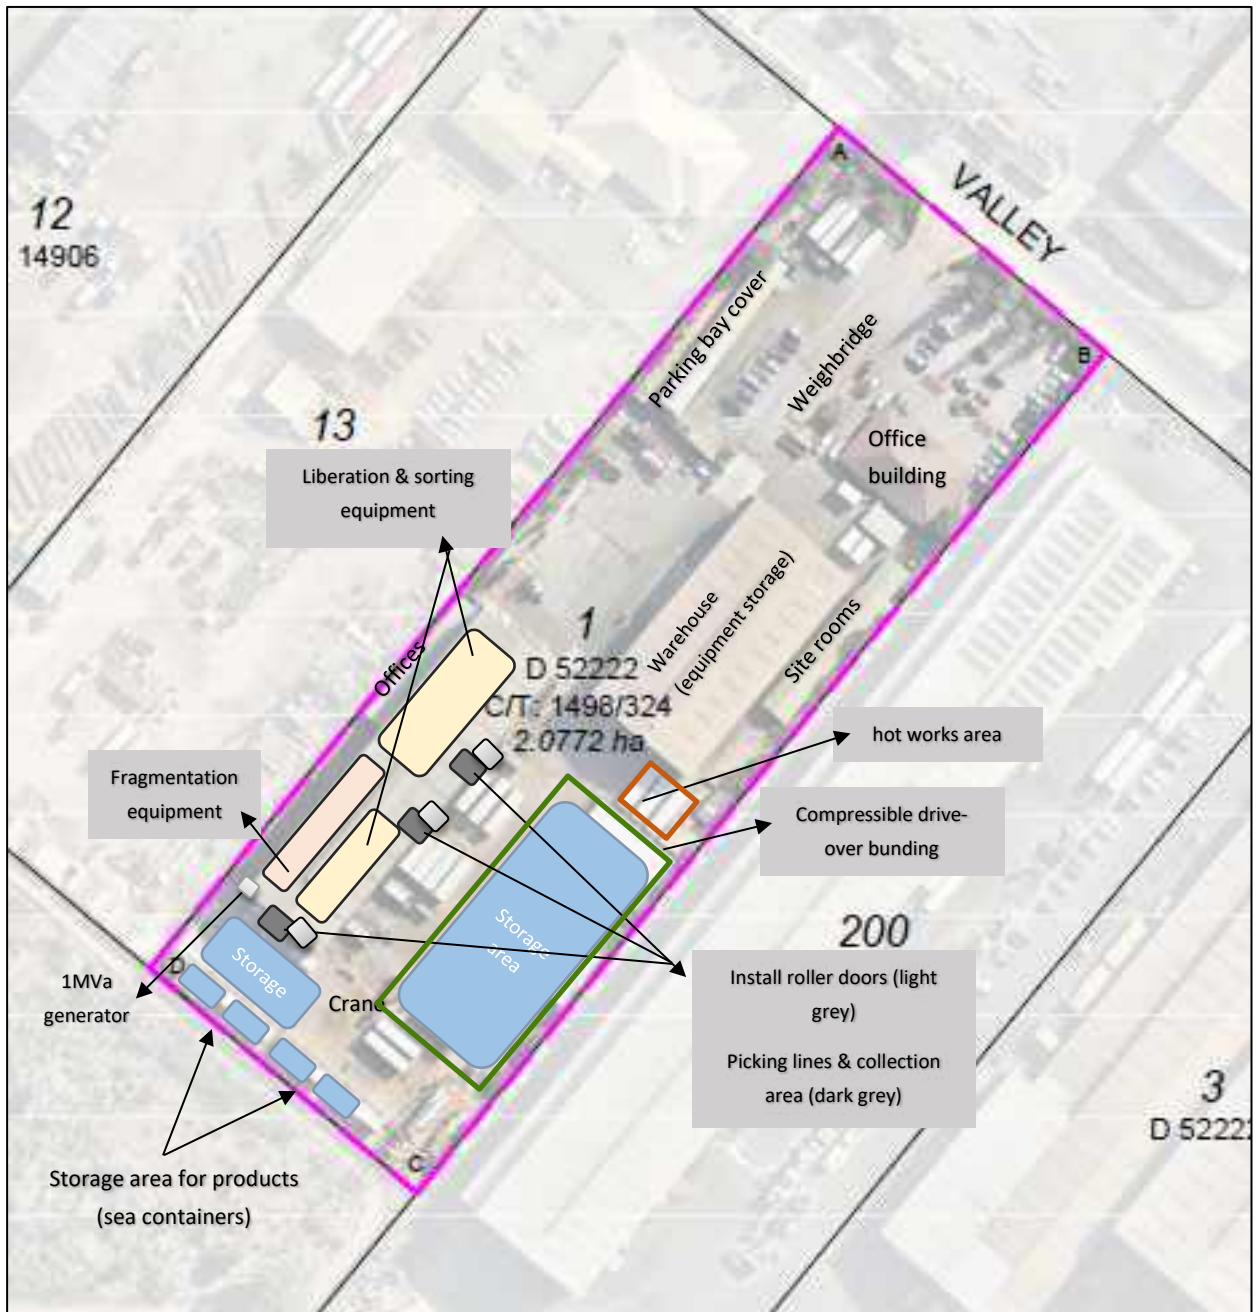 A
VALLEY
12
14906
Parking bay cover
Weighbridge
B
13
Office
building
Liberation & sorting
equipment
Warehouse
(equipment storage)
Site rooms
1
D 52222
C/T: 1498/324
2.0772 ha
Offices
hot works area
Fragmentation
equipment
Compressible drive-
over bunding
Storage
area
200
D
Storage
1MVa
generator
Crane
Install roller doors (light
grey)
Picking lines & collection
area (dark grey)
3
D 5222
C
Storage area for products
(sea containers)